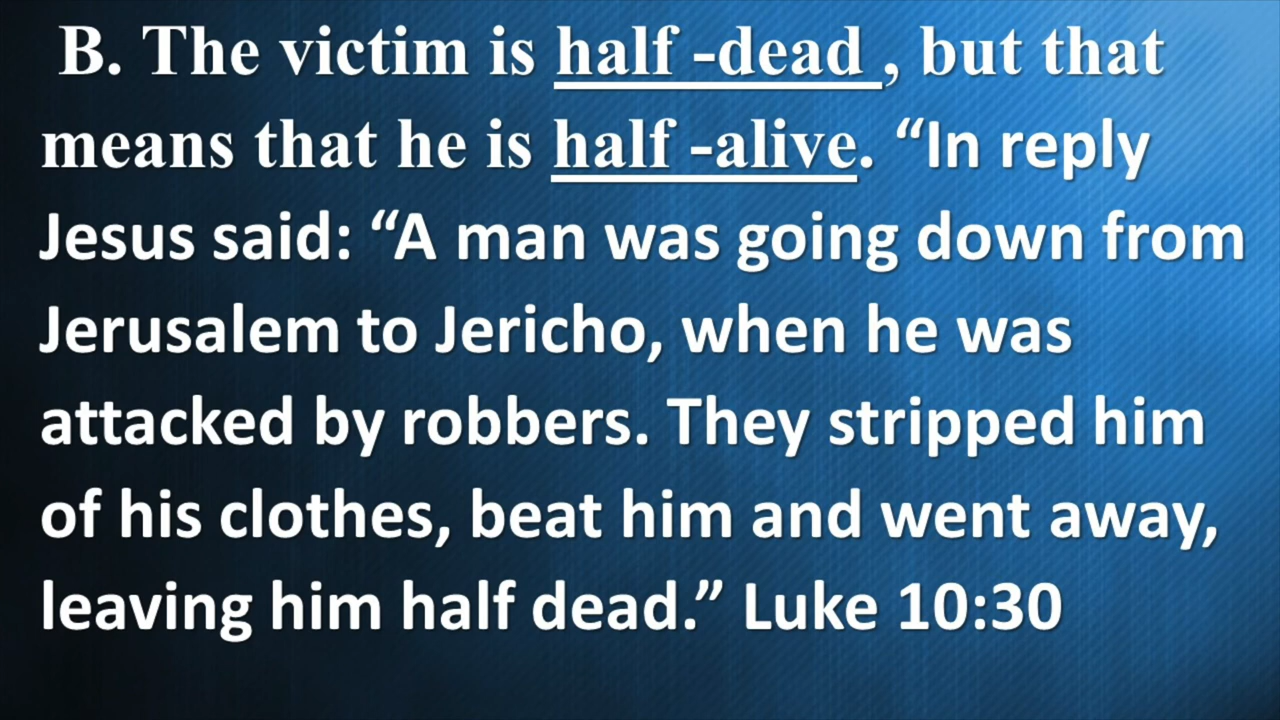 B. The victim is half -dead , but that
means that he is half -alive. “In reply
Jesus said: “A man was going down from
Jerusalem to Jericho, when he was
attacked by robbers. They stripped him
of his clothes, beat him and went away,
leaving him half dead.” Luke 10:30